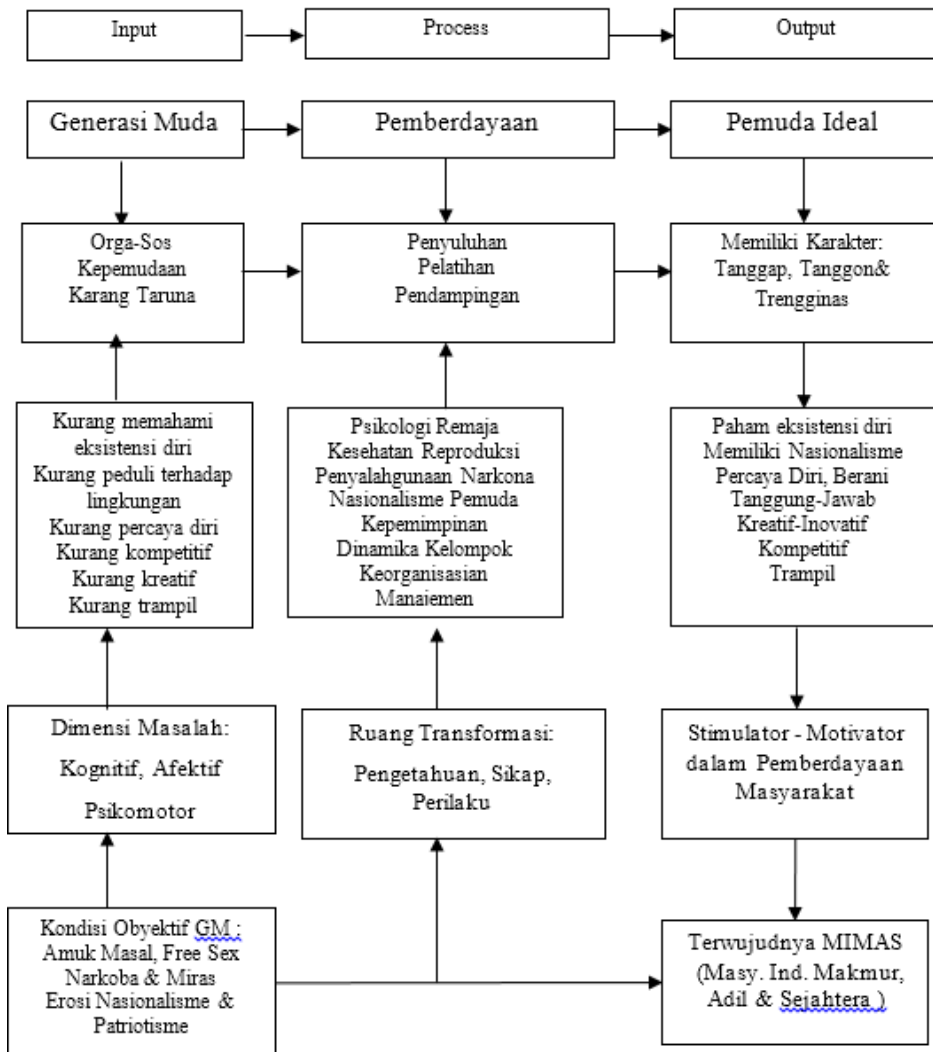 Input
Process
Output
Generasi Muda
Pemberdayaan
Pemuda Ideal
Orga-Sos
Kepemudaan
Karang Taruna
Penyuluhan
Pelatihan
Pendampingan
Memiliki Karakter:
Tanggap, Tanggon&
Trengginas
Kurang memahami
eksistensi diri
Kurang peduli terhadap
lingkungan
Kurang percaya diri
Kurang kompetitif
Kurang kreatif
Kurang trampil
Psikologi Remaja
Kesehatan Reproduksi
Penyalahgunaan Narkona
Nasionalisme Pemuda
Kepemimpinan
Dinamika Kelompok
Keorganisasian
Manajemen
Paham eksistensi diri
Memiliki Nasionalisme
Percaya Diri, Berani
Tanggung-Jawab
Kreatif-Inovatif
Kompetitif
Trampil
Dimensi Masalah:
Kognitif, Afektif
Psikomotor
Ruang Transformasi:
Pengetahuan, Sikap,
Perilaku
Stimulator - Motivator
dalam Pemberdayaan
Masyarakat
Kondisi Obyektif GM :
Amuk Masal, Free Sex
Narkoba & Miras
Erosi Nasionalisme &
Patriotisme
Terwujudnya MIMAS
(Masy. Ind. Makmur,
Adil & Sejahtera )